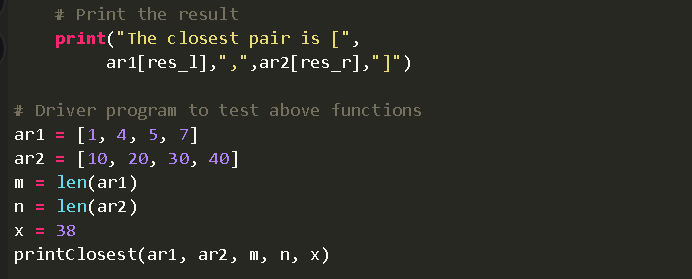 # Print the result
print("The closest pair is [",
ar1[res_l],",",ar2[res_r],"]")
# Driver program to test above functions
ar1 = [1, 4, 5, 7]
ar2 = [10, 20, 30, 40]
m = len(ar1)
n = len(ar2)
x = 38
printClosest(ar1, ar2, m, n, x)